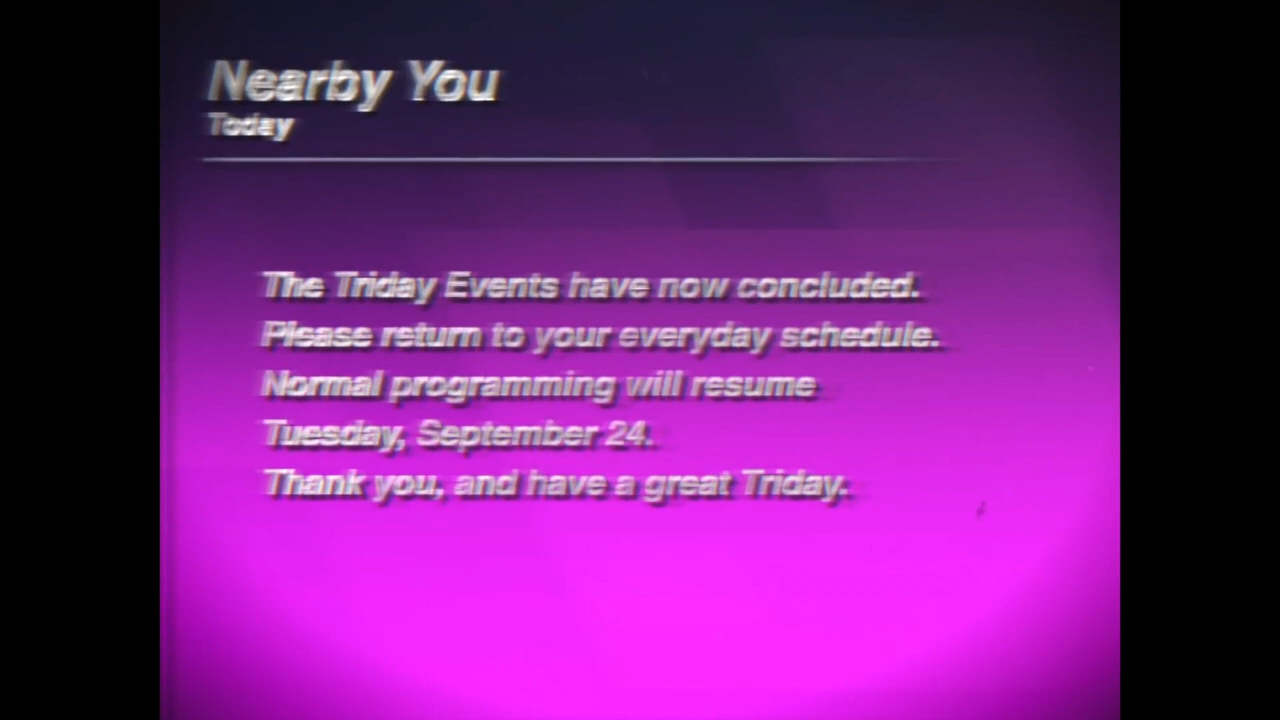 Nearby You
Today
The Triday Events have now concluded.
Please return to your everyday schedule.
Normal programming will resume
Tuesday, September 24.
Thank you, and have a great Triday.